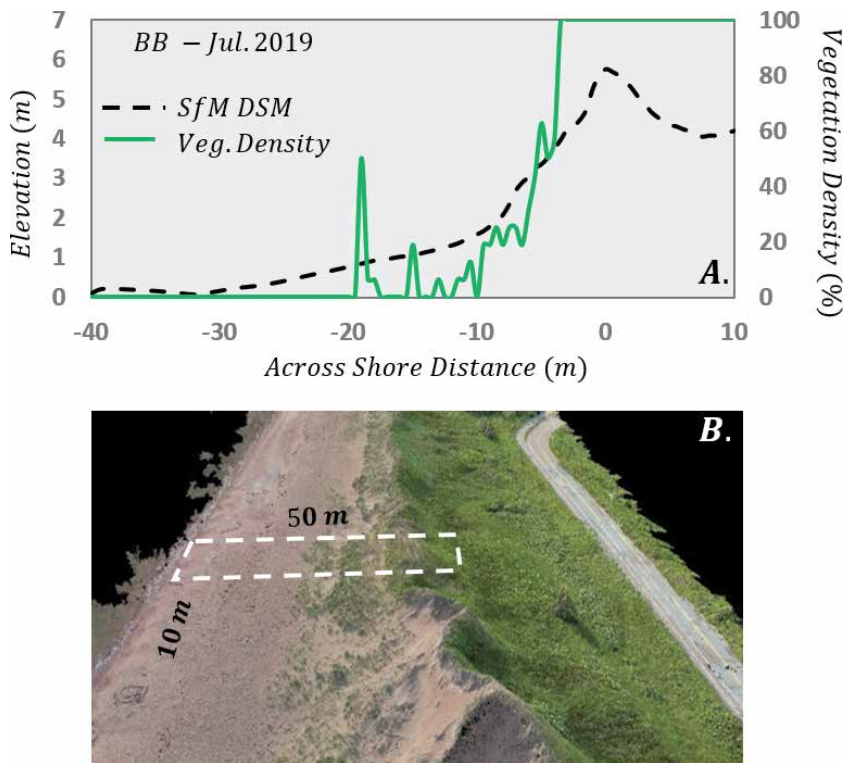 BB – Jul. 2019
SfM DSM
Veg. Density
Elevation (m)
7
6
5
4
3
2
1
0
100
80
60
40
20
0
Vegetation Density (%)
A.
-40
-30
-20
-10
0
10
Across Shore Distance (m)
B.
50 m
10 m